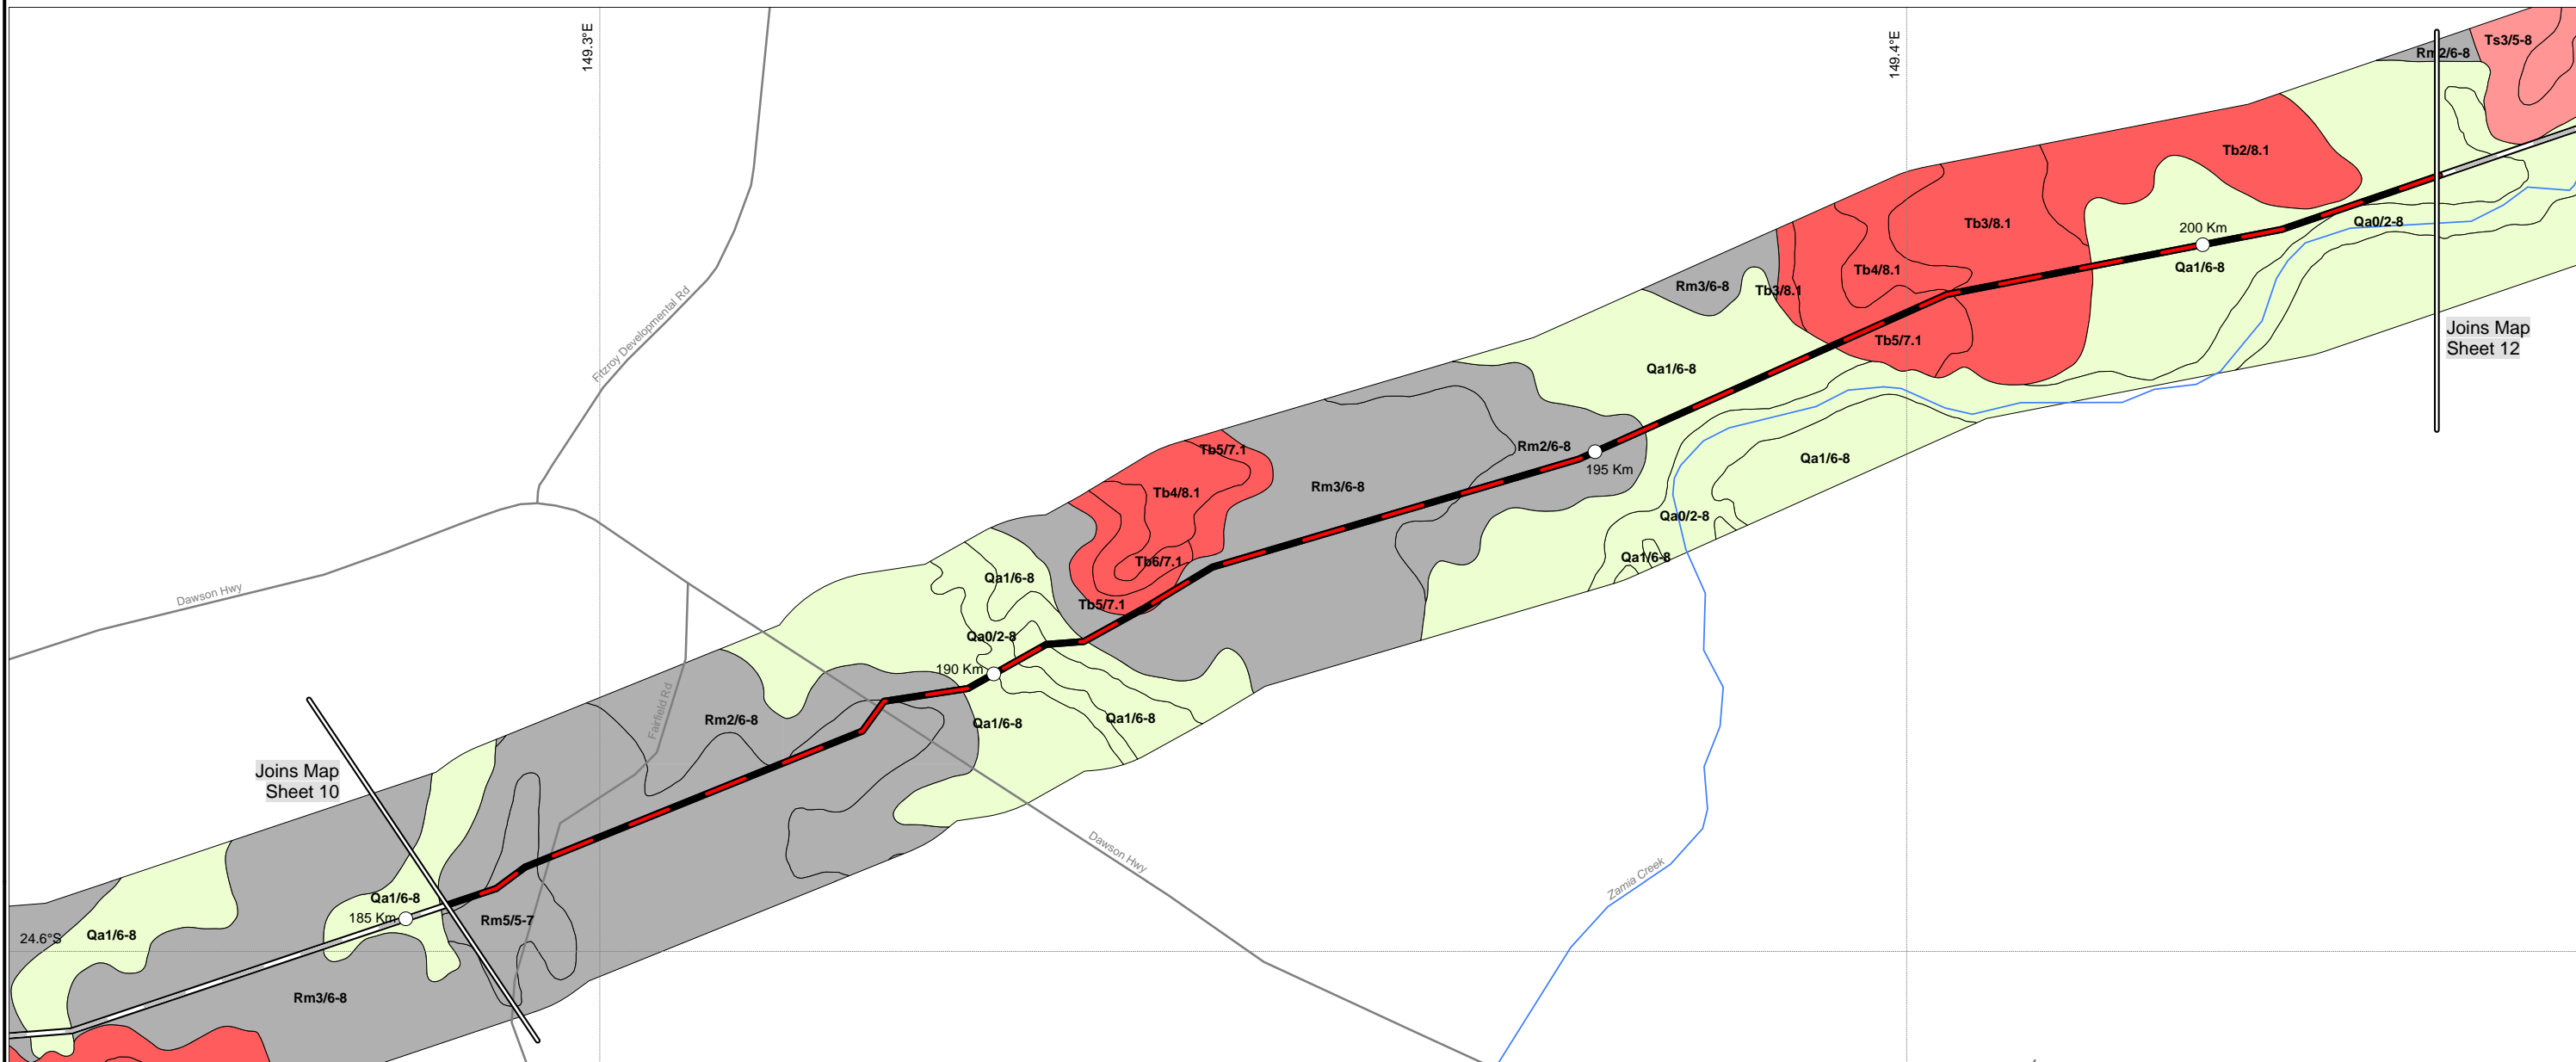 149.3°E
149.4°E
Rm2/6-8
Ts3/5-8
Tb2/8.1
Tb3/8.1
Qa0/2-8
200 Km
Qa1/6-8
Tb4/8.1
Rm3/6-8
Tb3/8.1
Joins Map
Sheet 12
Fitzroy Developmental Rd
Tb5/7.1
Qa1/6-8
Tb5/7.1
Rm2/6-8
195 Km
Qa1/6-8
Tb4/8.1
Rm3/6-8
Qa0/2-8
Qa1/6-8
Tb6/7.1
Qa1/6-8
Dawson Hwy
Tb5/7.1
Qa0/2-8
190 Km
Fairfield Rd
Rm2/6-8
Qa1/6-8
Qa1/6-8
Joins Map
Sheet 10
Dawson Hwy
Zamia Creek
Qa1/6-8
185 Km
Rm5/5-7
Qa1/6-8
24.6°S
Rm3/6-8